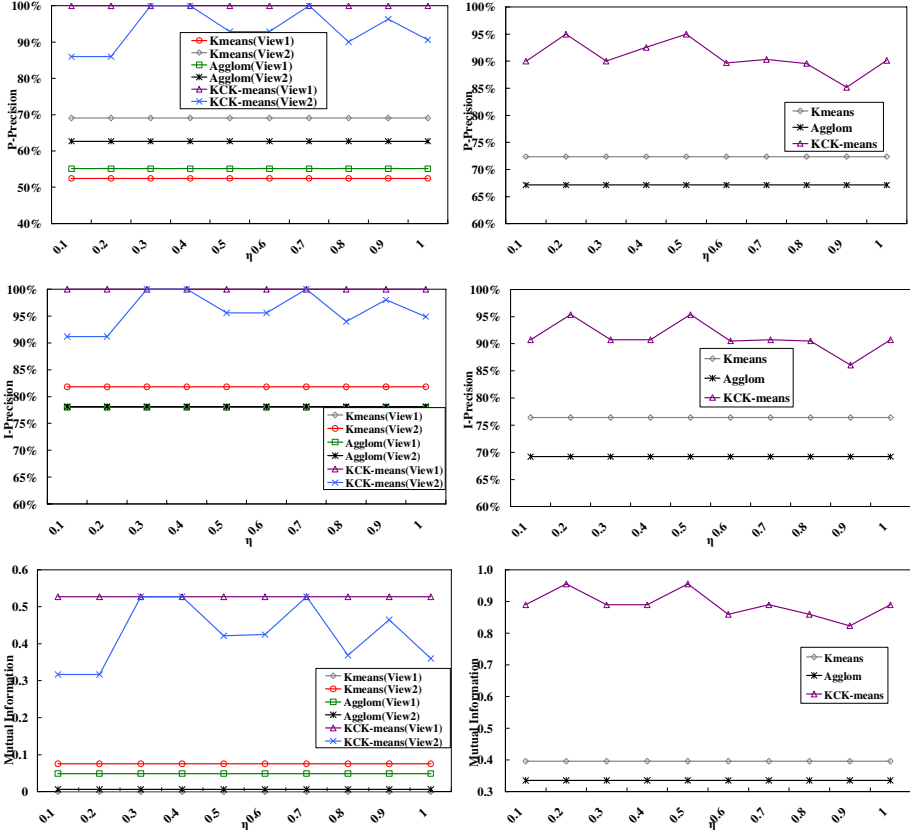 100%
90%
80%
70%
60%
50%
40%
P-Precision
Kmeans(View1)
Kmeans(View2)
Agglom(View1)
Agglom(View2)
KCK-means(View1)
KCK-means(View2)
0.1
0.2
0.3
0.4
0.5
0.6
0.7
0.8
0.9
1
η
100%
95%
90%
85%
80%
75%
70%
65%
60%
P-Precision
Kmeans
Agglom
KCK-means
0.1
0.2
0.3
0.4
0.5
0.6
0.7
0.8
0.9
1
η
100%
95%
90%
85%
80%
75%
70%
65%
60%
I-Precision
Kmeans(View1)
Kmeans(View2)
Agglom(View1)
Agglom(View2)
KCK-means(View1)
KCK-means(View2)
0.1
0.2
0.3
0.4
0.5
0.6
0.7
0.8
0.9
1
η
100%
95%
90%
85%
80%
75%
70%
65%
60%
I-Precision
Kmeans
Agglom
KCK-means
0.1
0.2
0.3
0.4
0.5
0.6
0.7
0.8
0.9
1
η
0.6
0.5
0.4
0.3
0.2
0.1
0
Mutual Information
Kmeans(View1)
Kmeans(View2)
Agglom(View1)
Agglom(View2)
KCK-means(View1)
KCK-means(View2)
0.1
0.2
0.3
0.4
0.5
0.6
0.7
0.8
0.9
1
η
1.0
0.9
0.8
0.7
0.6
0.5
0.4
0.3
Mutual Information
Kmeans
Agglom
KCK-means
0.1
0.2
0.3
0.4
0.5
0.6
0.7
0.8
0.9
1
η